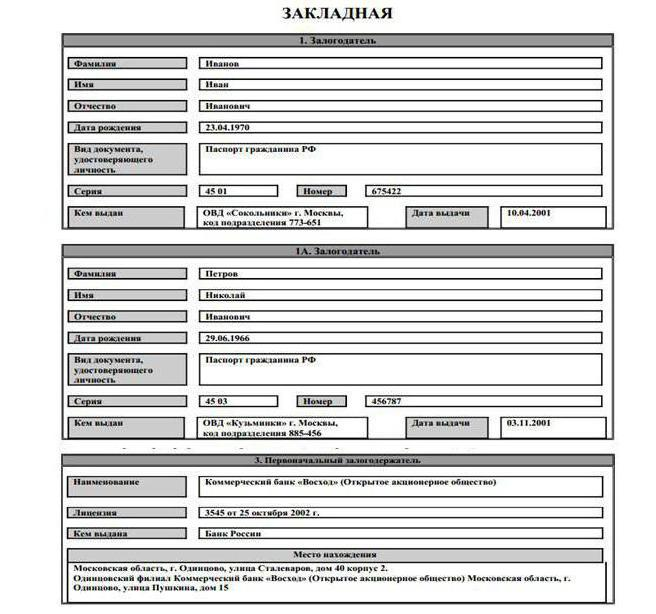 ЗАКЛАДНАЯ
1. Залогодатель
Фамилия Иванов
Имя Иван
Отчество Иванович
Дата рождения 23.04.1970
Вид документа, Паспорт гражданина РФ
удостоверяющего
личность
Серия 45 01 Номер 675422
Кем выдан ОВД «Сокольники» г. Москвы, Дата выдачи 10.04.2001
код подразделения 773-651
1А. Залогодатель
Фамилия Петров
Имя Николай
Отчество Иванович
Дата рождения 29.06.1966
Вид документа, Паспорт гражданина РФ
удостоверяющего
личность
Серия 45 03 Номер 456787
Кем выдан ОВД «Кузьминки» г. Москвы, Дата выдачи 03.11.2001
код подразделения 885-456
3. Первоначальный залогодержатель
Наименование Коммерческий банк «Восход» (Открытое акционерное общество)
Лицензия 3545 от 25 октября 2002 г.
Кем выдана Банк России
Место нахождения
Московская область, г. Одинцово, улица Сталеваров, дом 40 корпус 2.
Одинцовский филиал Коммерческий банк «Восход» (Открытое акционерное общество) Московская область, г.
Одинцово, улица Пушкина, дом 15